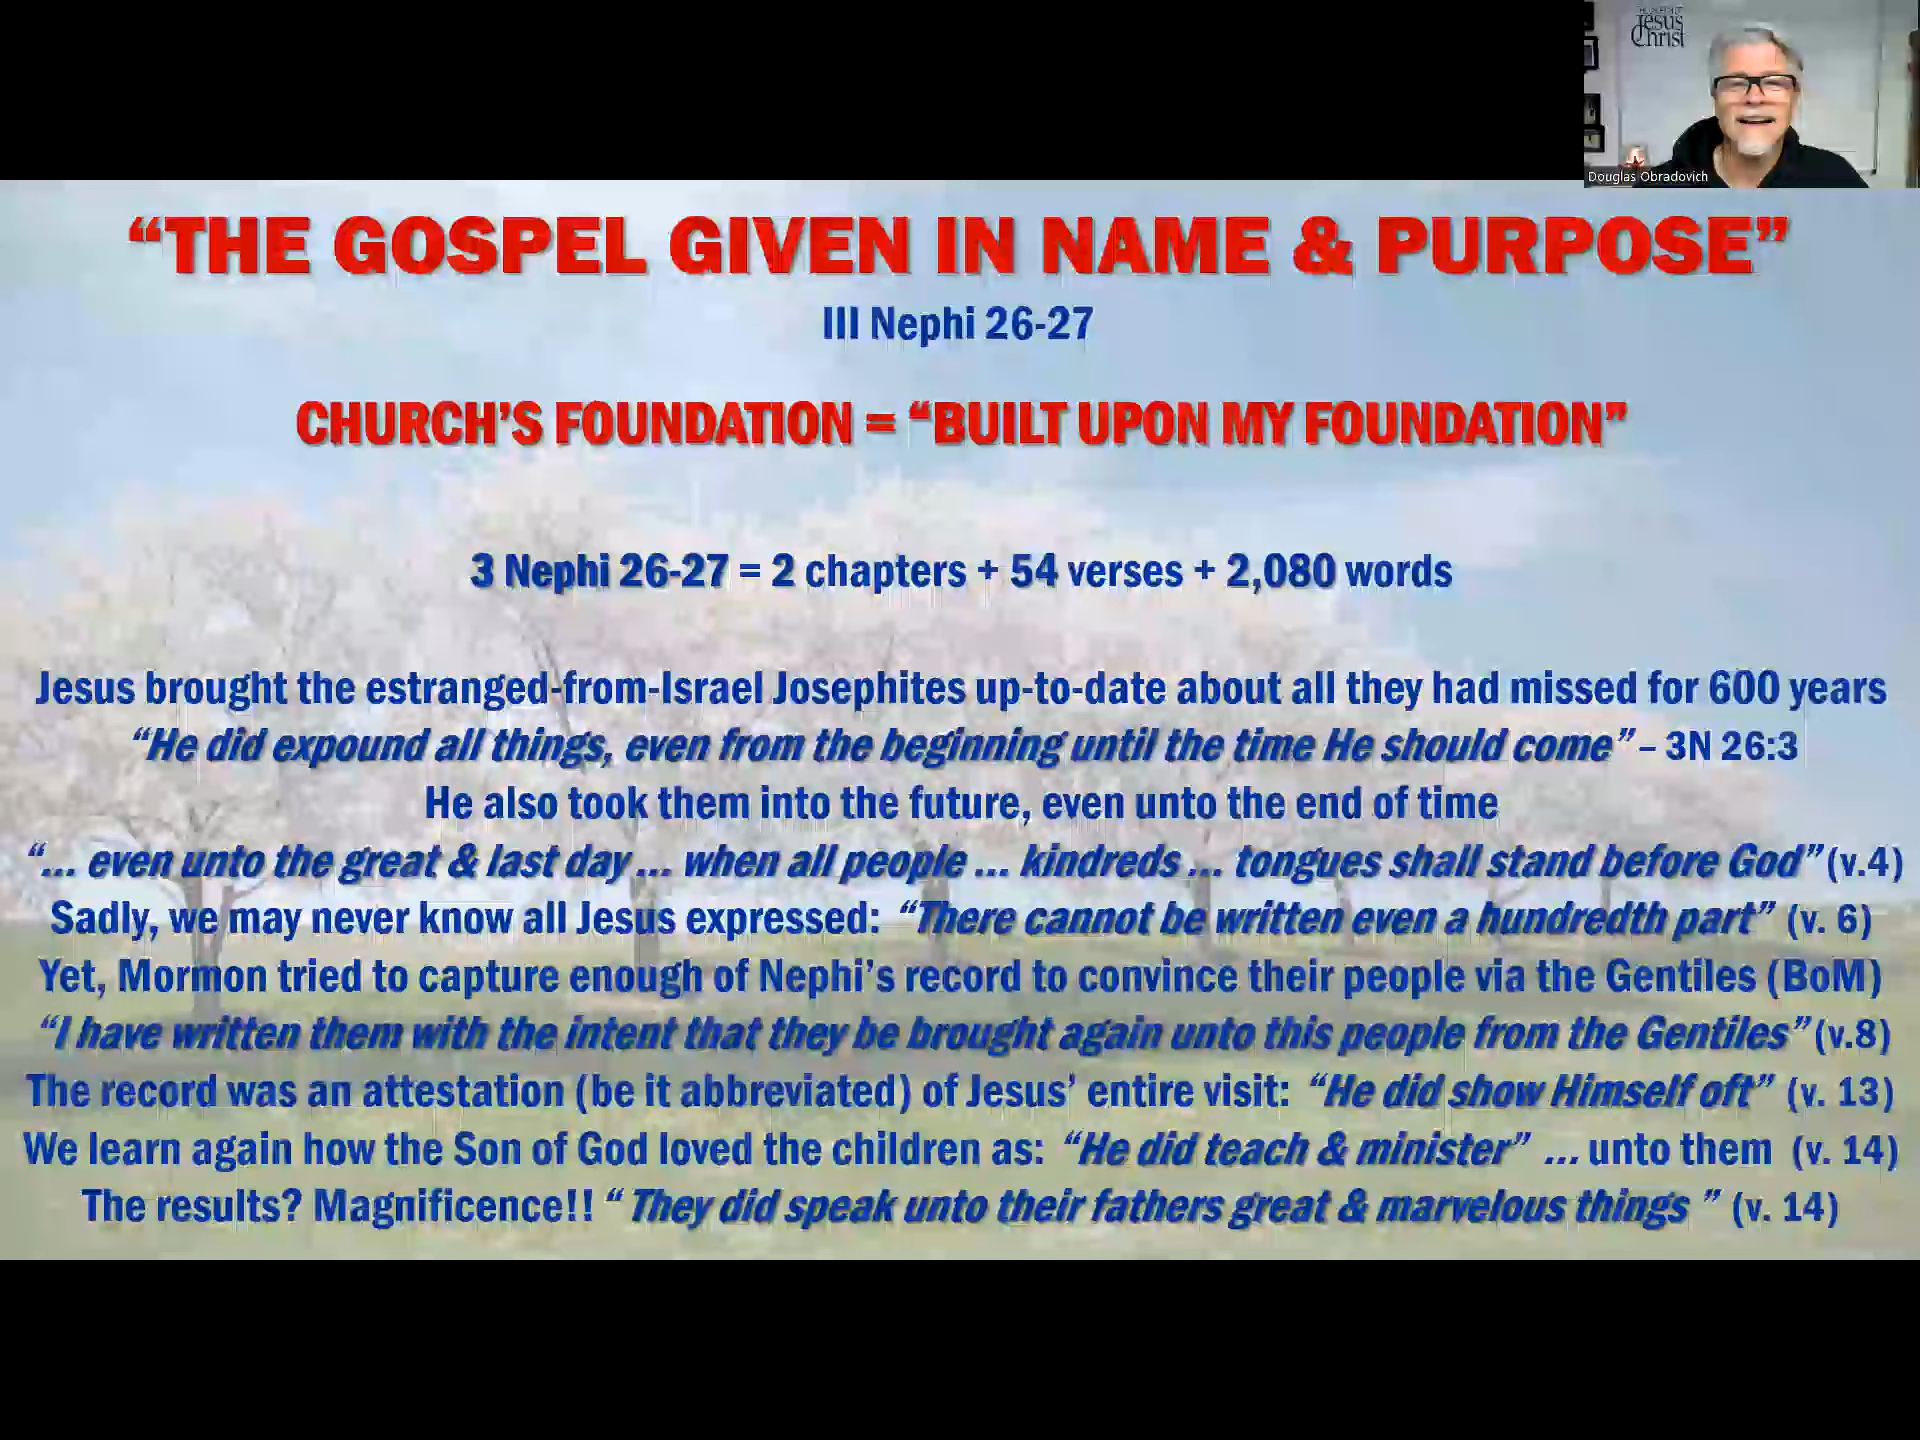 Jesus
Christ
Douglas Obradovich
“THE GOSPEL GIVEN IN NAME & PURPOSE”
III Nephi 26-27
CHURCH’S FOUNDATION = “BUILT UPON MY FOUNDATION”
3 Nephi 26-27 = 2 chapters + 54 verses + 2,080 words
Jesus brought the estranged-from-Israel Josephites up-to-date about all they had missed for 600 years
“He did expound all things, even from the beginning until the time He should come” – 3N 26:3
He also took them into the future, even unto the end of time
“... even unto the great & last day ... when all people ... kindreds ... tongues shall stand before God” (v.4)
Sadly, we may never know all Jesus expressed: “There cannot be written even a hundredth part” (v. 6)
Yet, Mormon tried to capture enough of Nephi’s record to convince their people via the Gentiles (BoM)
“I have written them with the intent that they be brought again unto this people from the Gentiles” (v.8)
The record was an attestation (be it abbreviated) of Jesus’ entire visit: “He did show Himself oft” (v. 13)
We learn again how the Son of God loved the children as: “He did teach & minister” ... unto them (v. 14)
The results? Magnificence!! “ They did speak unto their fathers great & marvelous things ” (v. 14)